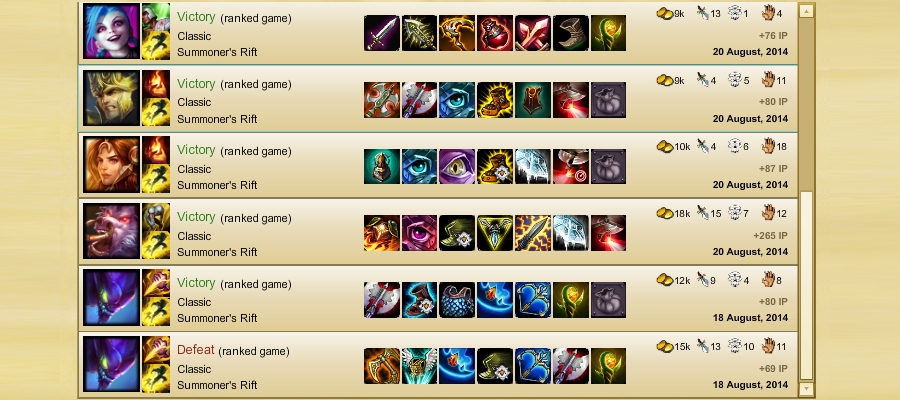 Victory (ranked game) 9k 13 1 4
Classic +76 IP
Summoner's Rift 20 August, 2014
Victory (ranked game) 9k 4 5 11
Classic +80 IP
Summoner's Rift 20 August, 2014
Victory (ranked game) 10k 4 6 18
Classic +87 IP
Summoner's Rift 20 August, 2014
Victory (ranked game) 18k 15 7 12
Classic +265 IP
Summoner's Rift 20 August, 2014
Victory (ranked game) 12k 9 4 8
Classic +80 IP
Summoner's Rift 18 August, 2014
Defeat (ranked game) 15k 13 10 11
Classic +69 IP
Summoner's Rift 18 August, 2014